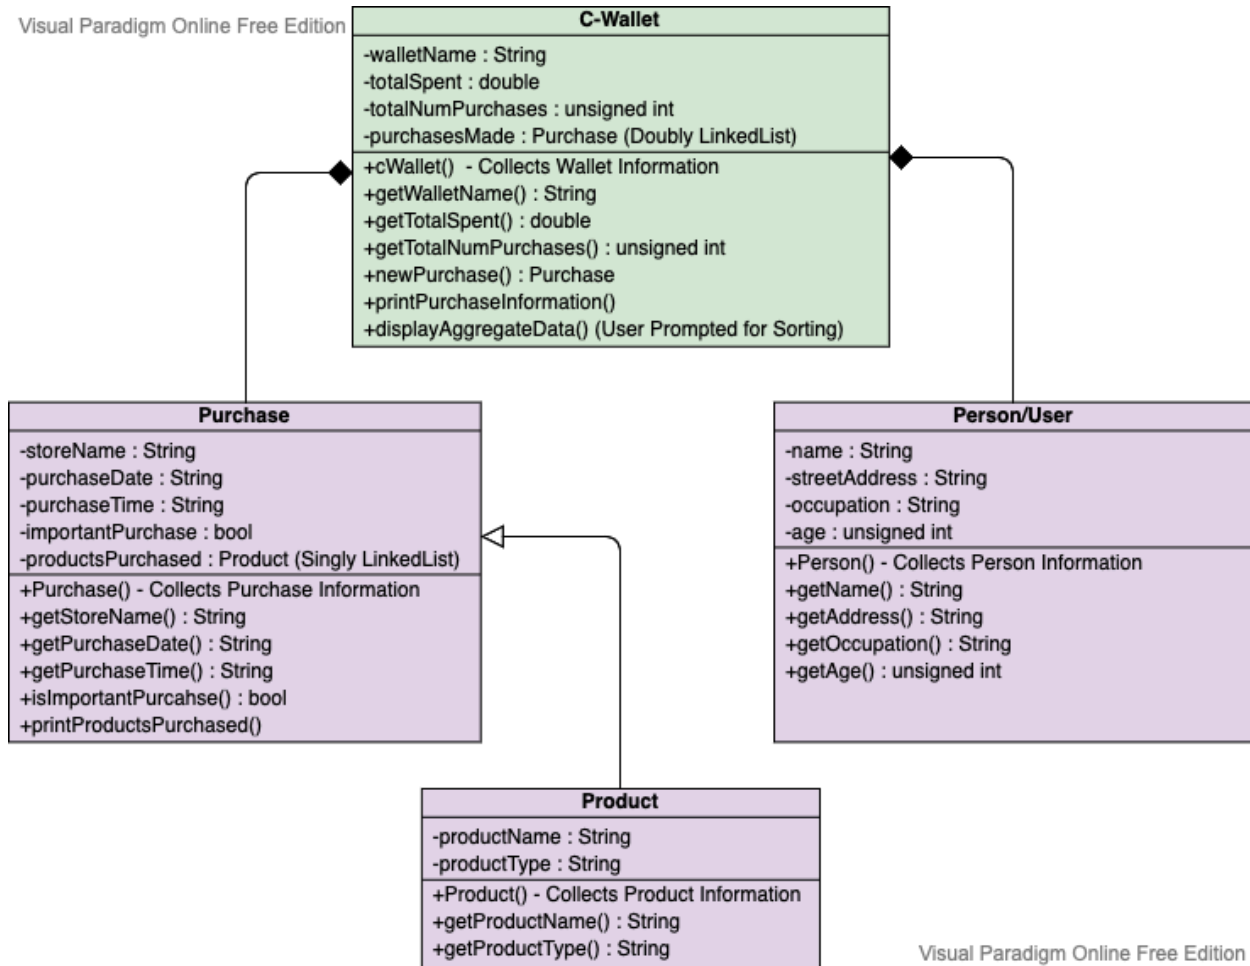 Visual Paradigm Online Free Edition
C-Wallet
-walletName : String
-totalSpent : double
-totalNumPurchases : unsigned int
-purchasesMade : Purchase (Doubly LinkedList)
+cWallet()  - Collects Wallet Information
+getWalletName() : String
+getTotalSpent() : double
+getTotalNumPurchases() : unsigned int
+newPurchase() : Purchase
+printPurchaseInformation()
+displayAggregateData() (User Prompted for Sorting)
Purchase
-storeName : String
-purchaseDate : String
-purchaseTime : String
-importantPurchase : bool
-productsPurchased : Product (Singly LinkedList)
+Purchase() - Collects Purchase Information
+getStoreName() : String
+getPurchaseDate() : String
+getPurchaseTime() : String
+isImportantPurcahse() : bool
+printProductsPurchased()
Person/User
-name : String
-streetAddress : String
-occupation : String
-age : unsigned int
+Person() - Collects Person Information
+getName() : String
+getAddress() : String
+getOccupation() : String
+getAge() : unsigned int
Product
-productName : String
-productType : String
+Product() - Collects Product Information
+getProductName() : String
+getProductType() : String
Visual Paradigm Online Free Edition